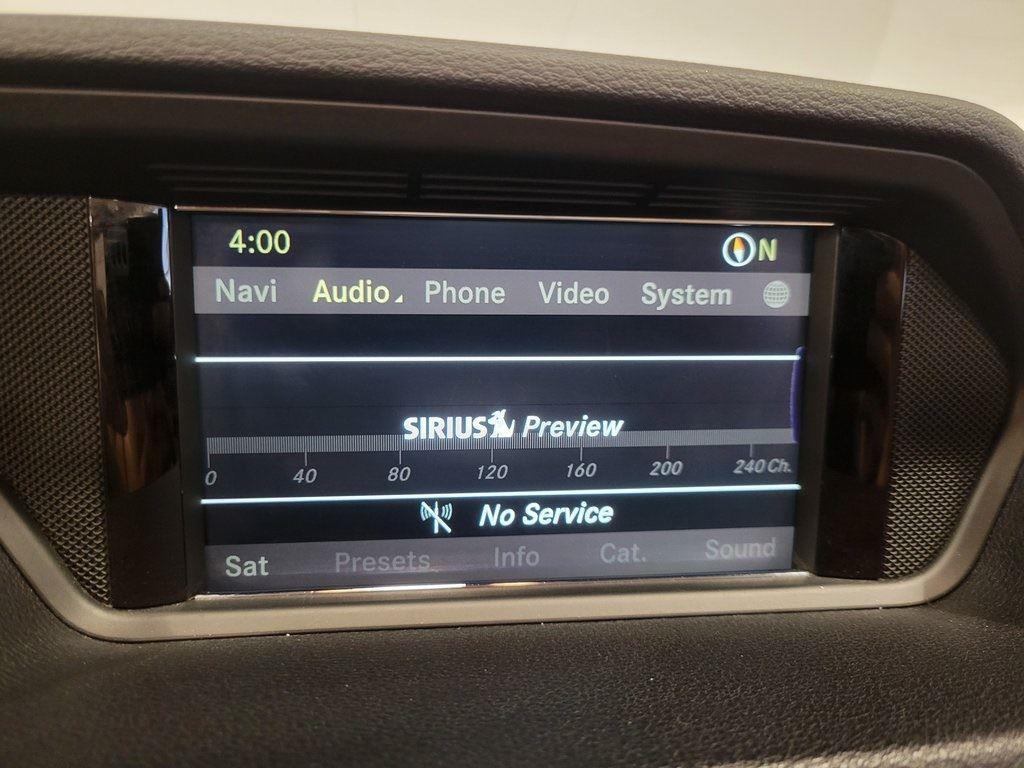 4:00 N
Navi Audio Phone Video System
SIRIUS Preview
0 40 80 120 160 200 240 Ch.
No Service
Sat Presets Info Cat. Sound